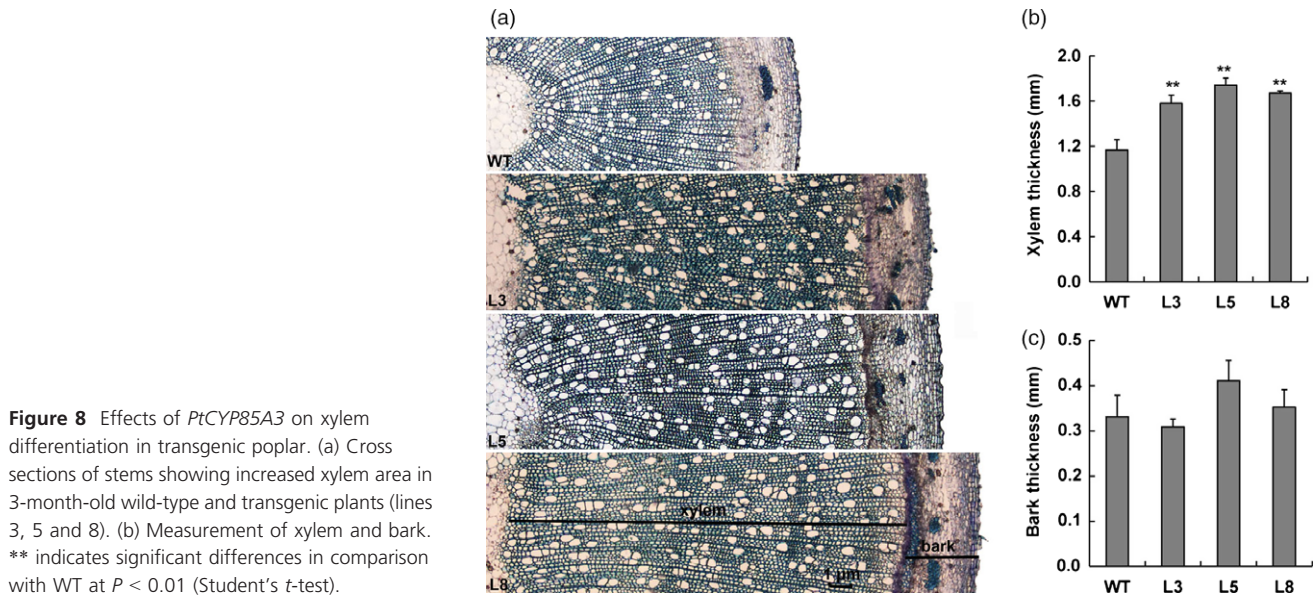 Figure 8 Effects of PtCYP85A3 on xylem
differentiation in transgenic poplar. (a) Cross
sections of stems showing increased xylem area in
3-month-old wild-type and transgenic plants (lines
3, 5 and 8). (b) Measurement of xylem and bark.
** indicates significant differences in comparison
with WT at P < 0.01 (Student's t-test).
(a)
WT
L3
L5
xylem
bark
1 µm
L8
(b)
Xylem thickness (mm)
2.0
1.6
1.2
0.8
0.4
0.0
** ** **
WT L3 L5 L8
(c)
Bark thickness (mm)
0.5
0.4
0.3
0.2
0.1
0
WT L3 L5 L8